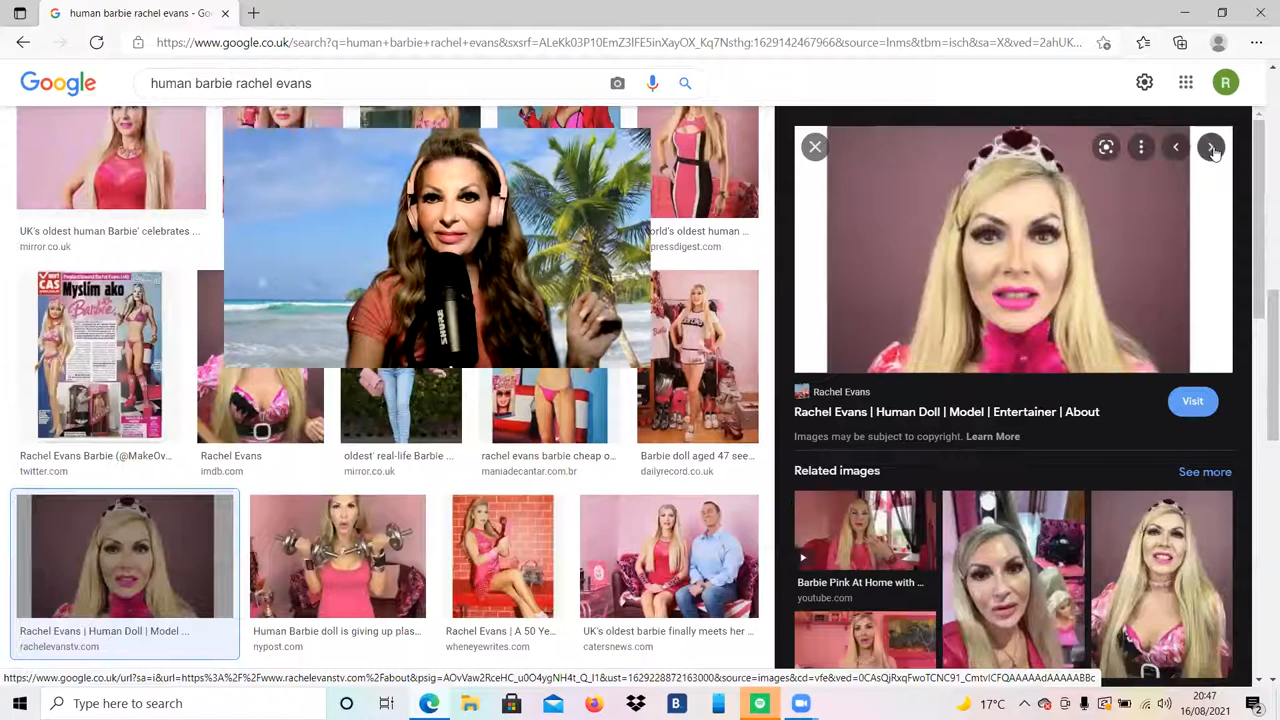 human barbie rachel evans - Go
https://www.google.co.uk/search?q=human+barbie+rachel+evans&sxsrf=ALeKk03P10EmZ3lFE5inXayOX_Kq7Nsthg:1629142467966&source=lnms&tbm=isch&sa=X&ved=2ahUK...
Google
human barbie rachel evans
R
UK's oldest human Barbie' celebrates ...
mirror.co.uk
orld's oldest human ...
pressdigest.com
Myslím ako
Barbie
Rachel Evans Barbie (@MakeOv...
twitter.com
Rachel Evans
imdb.com
oldest' real-life Barbie ...
mirror.co.uk
rachel evans barbie cheap o...
maniadecantar.com.br
Barbie doll aged 47 see...
dailyrecord.co.uk
Rachel Evans | Human Doll | Model ...
rachelevanstv.com
Human Barbie doll is giving up plas...
nypost.com
Rachel Evans | A 50 Ye...
wheneyewrites.com
UK's oldest barbie finally meets her ...
catersnews.com
Rachel Evans
Rachel Evans | Human Doll | Model | Entertainer | About
Visit
Images may be subject to copyright. Learn More
Related images
See more
Barbie Pink At Home with ...
youtube.com
Type here to search
17°C
20:47
16/08/2021
2